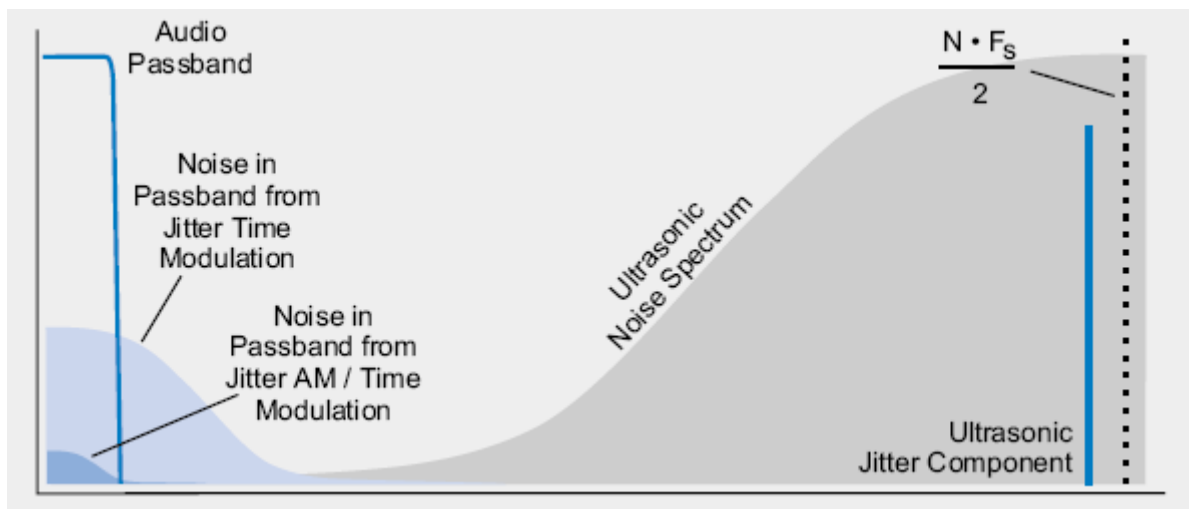 Audio
Passband
N • FS
2
Noise in
Passband from
Jitter Time
Modulation
Ultrasonic
Noise Spectrum
Noise in
Passband from
Jitter AM / Time
Modulation
Ultrasonic
Jitter Component